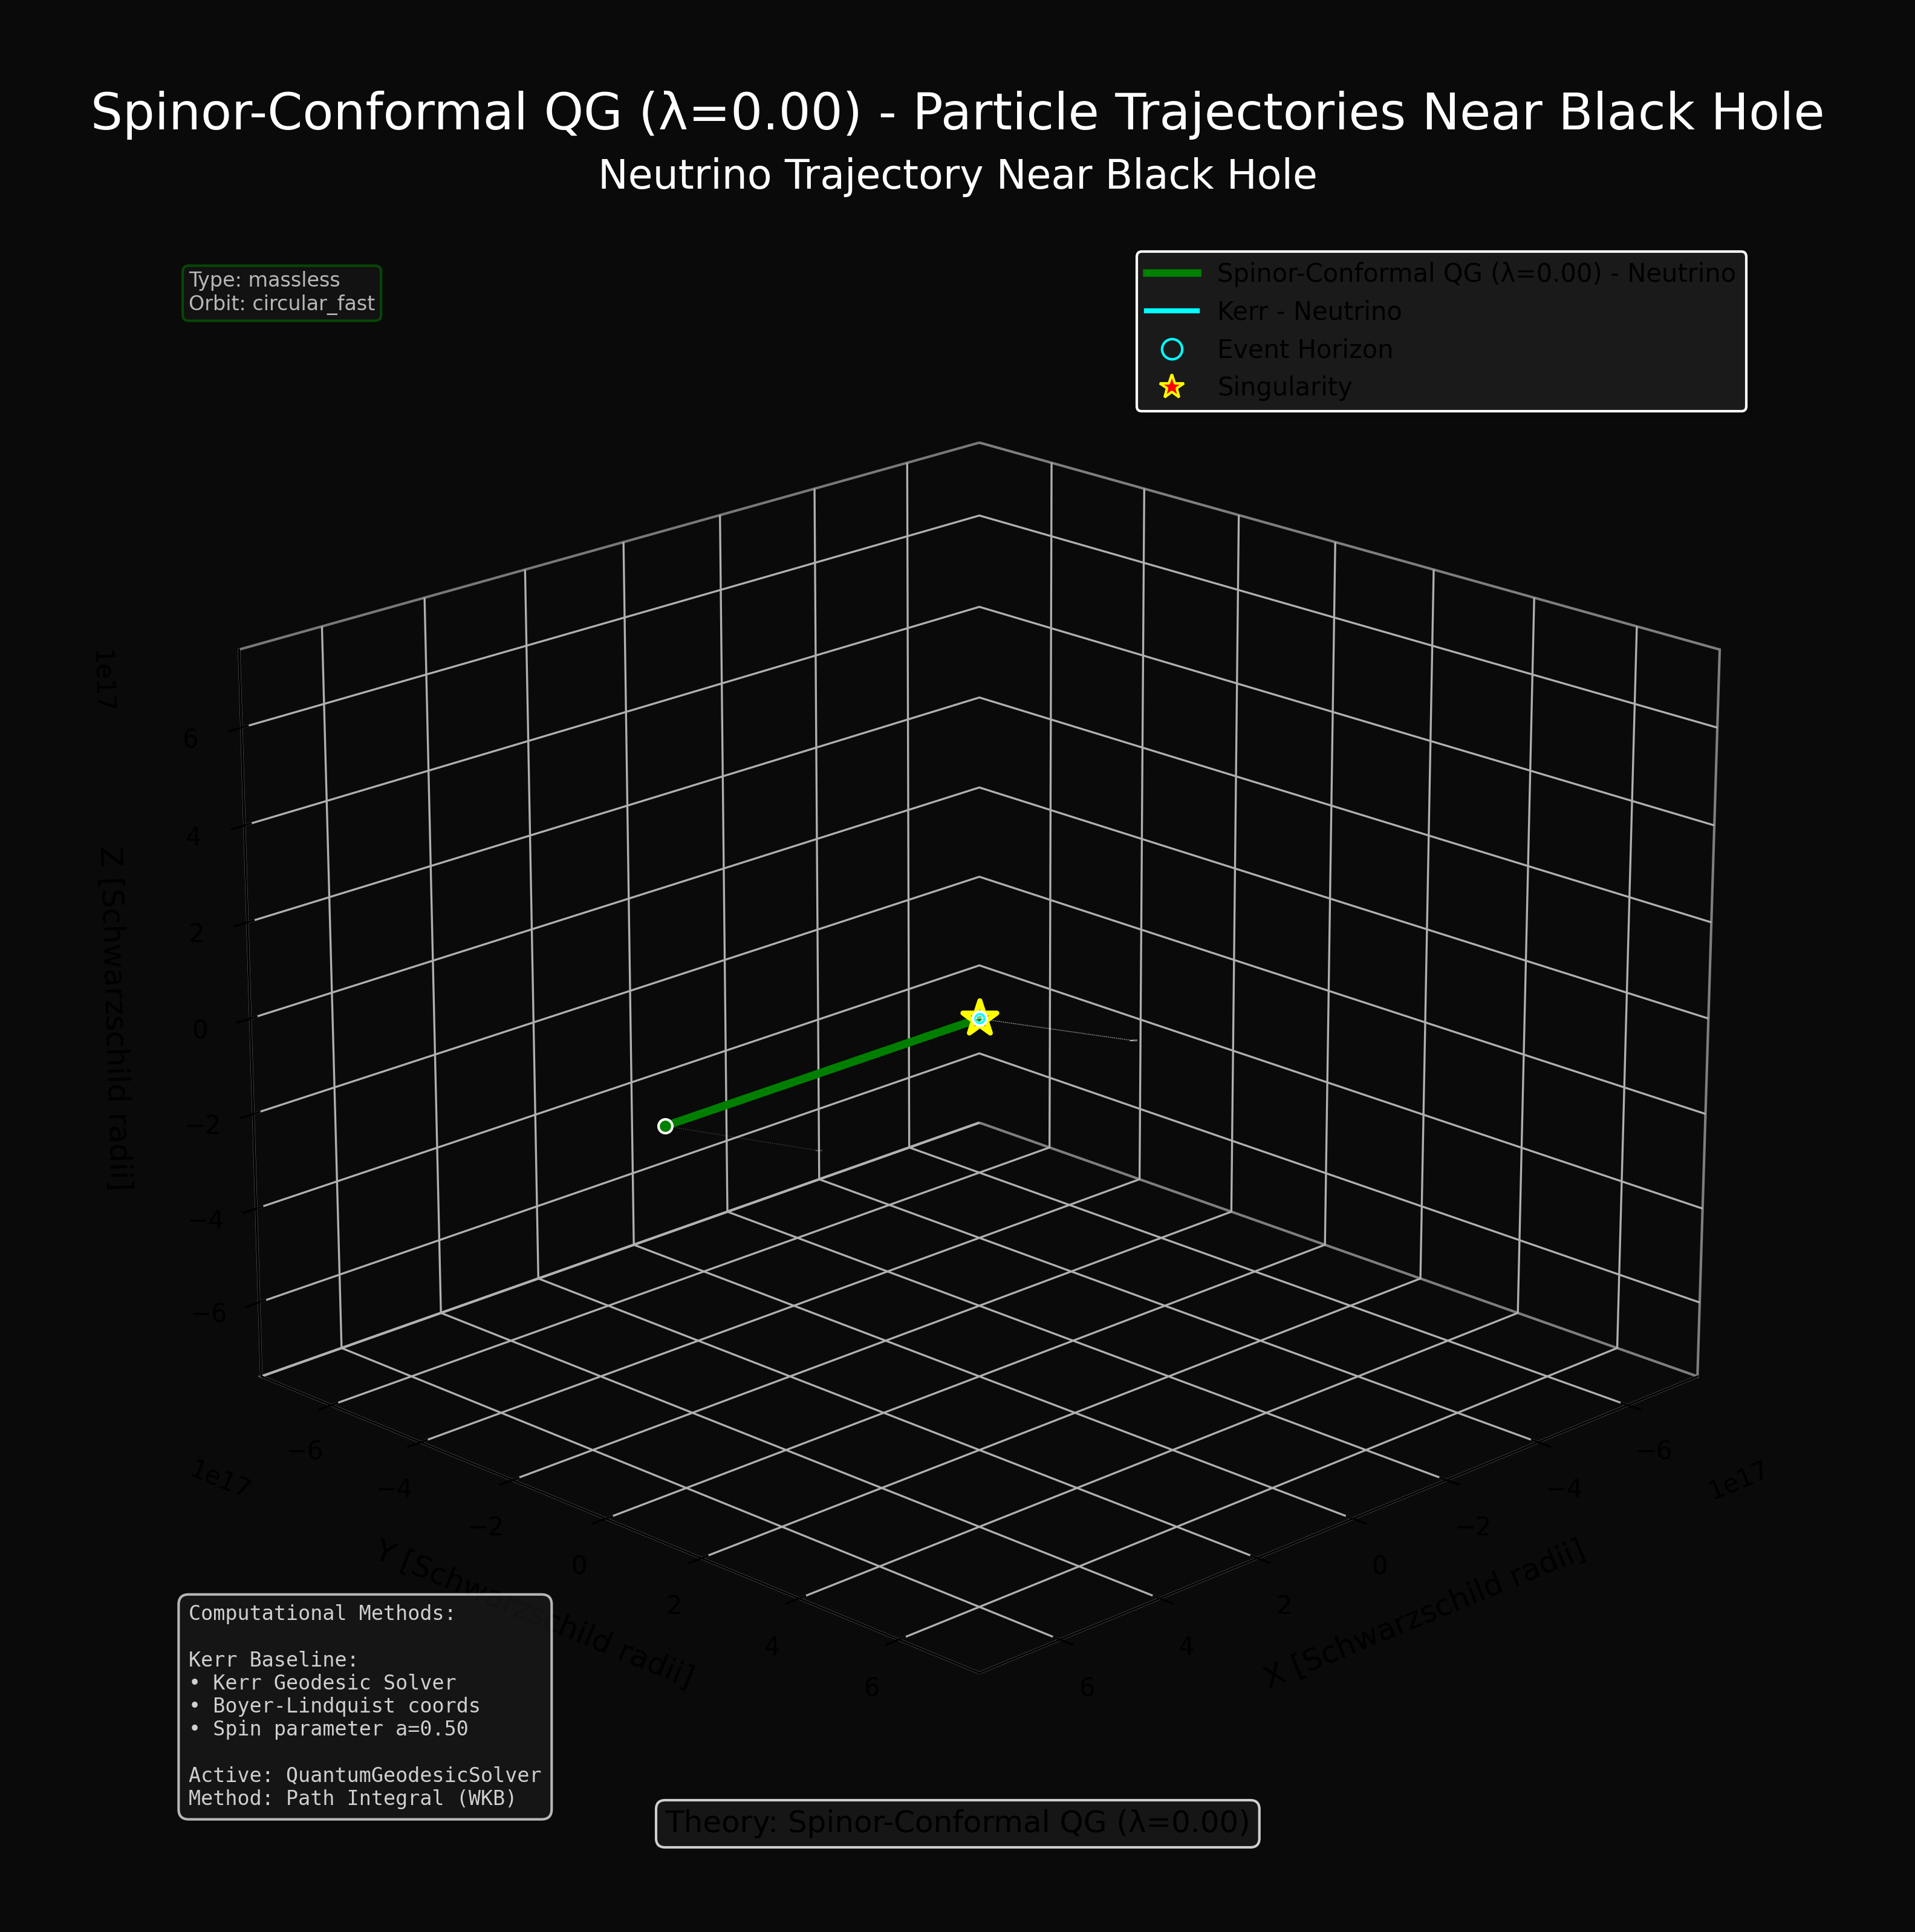 Spinor-Conformal QG (λ=0.00) - Particle Trajectories Near Black Hole
Neutrino Trajectory Near Black Hole
Type: massless
Orbit: circular_fast
Spinor-Conformal QG (λ=0.00) - Neutrino
Kerr - Neutrino
Event Horizon
Singularity
1e17
6
4
2
0
−2
−4
−6
Z [Schwarzschild radii]
1e17
−6
−4
−2
0
2
4
6
Y [Schwarzschild radii]
6
4
2
0
−2
−4
−6
1e17
X [Schwarzschild radii]
Computational Methods:
Kerr Baseline:
• Kerr Geodesic Solver
• Boyer-Lindquist coords
• Spin parameter a=0.50
Active: QuantumGeodesicSolver
Method: Path Integral (WKB)
Theory: Spinor-Conformal QG (λ=0.00)